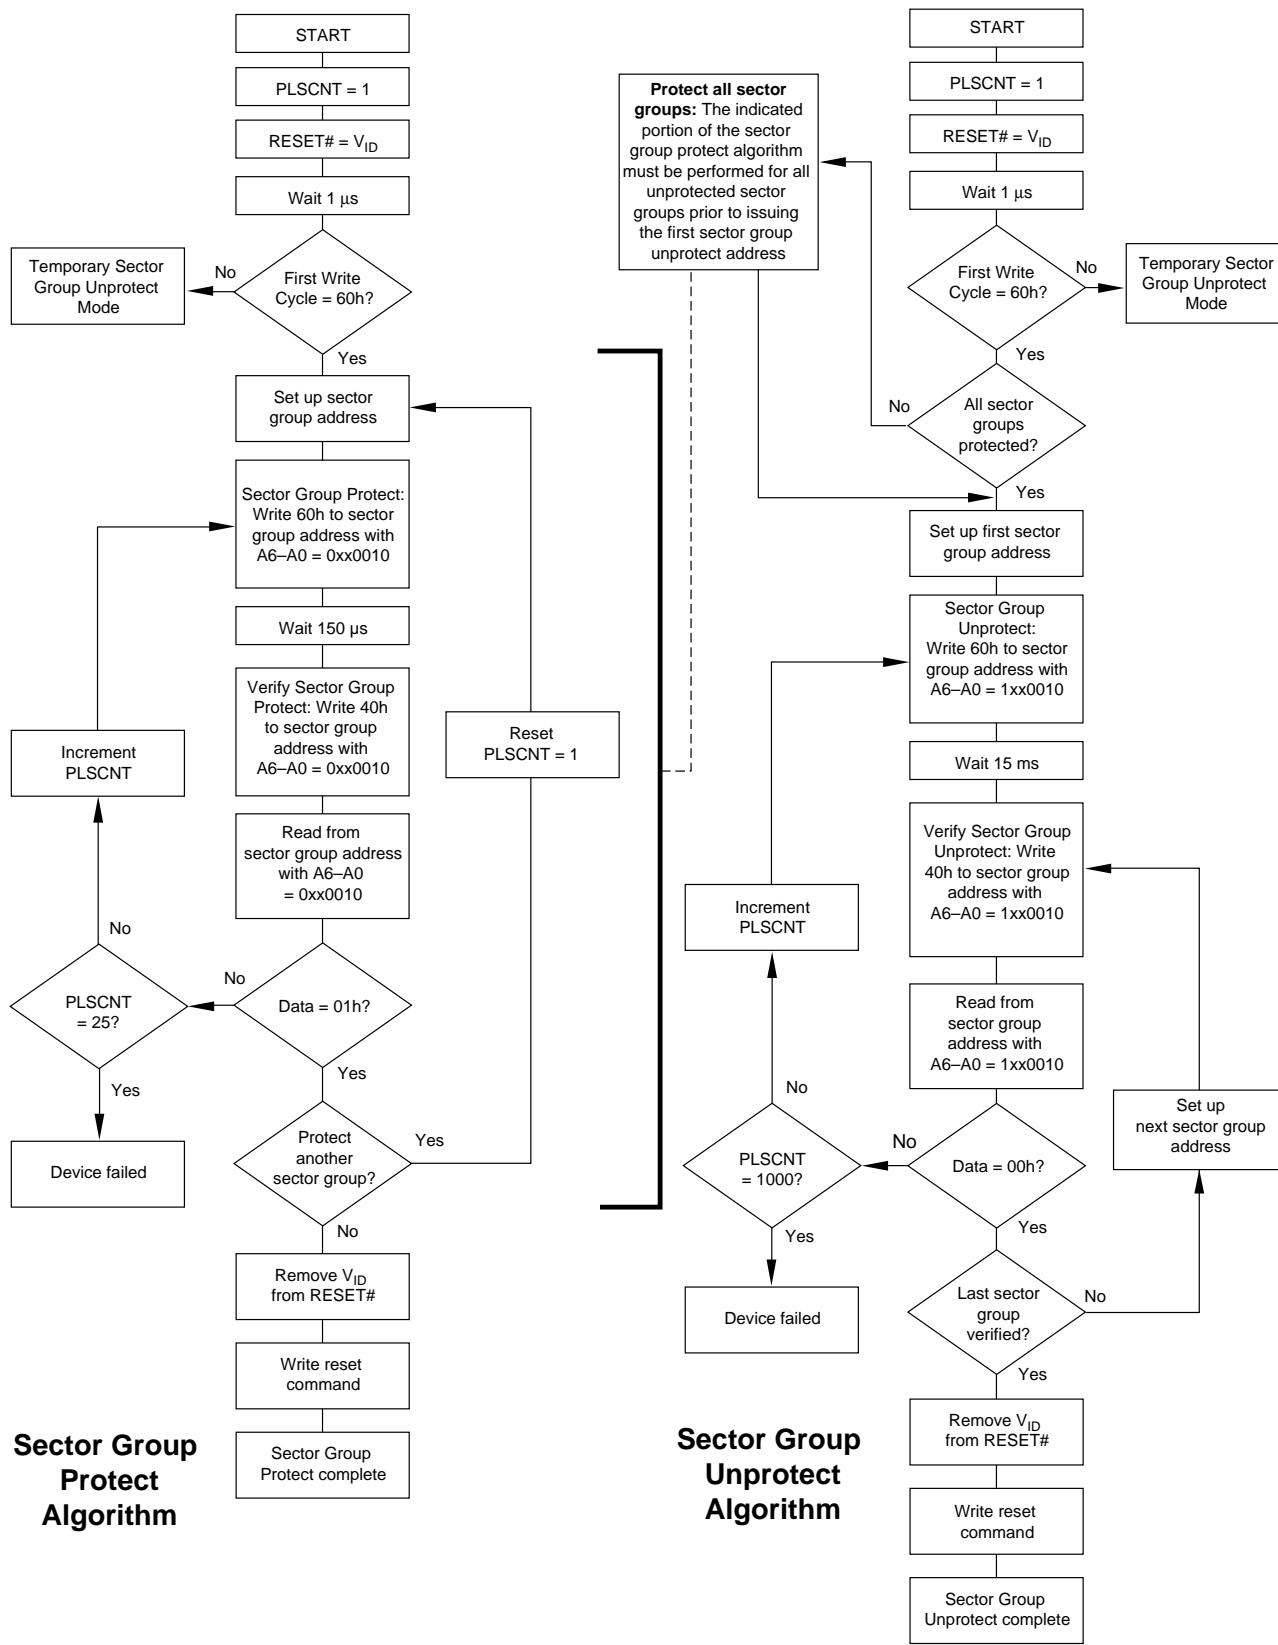 START
PLSCNT = 1
RESET# = VID
Wait 1 μs
First Write
Cycle = 60h?
No
Temporary Sector
Group Unprotect
Mode
Yes
Set up sector
group address
Sector Group Protect:
Write 60h to sector
group address with
A6–A0 = 0xx0010
Wait 150 µs
Verify Sector Group
Protect: Write 40h
to sector group
address with
A6–A0 = 0xx0010
Read from
sector group address
with A6–A0
= 0xx0010
Data = 01h?
No
PLSCNT
= 25?
No
Increment
PLSCNT
Yes
Device failed
Yes
Protect
another
sector group?
Yes
Reset
PLSCNT = 1
No
Remove VID
from RESET#
Write reset
command
Sector Group
Protect complete
Sector Group
Protect
Algorithm
Protect all sector
groups: The indicated
portion of the sector
group protect algorithm
must be performed for all
unprotected sector
groups prior to issuing
the first sector group
unprotect address
START
PLSCNT = 1
RESET# = VID
Wait 1 μs
First Write
Cycle = 60h?
No
Temporary Sector
Group Unprotect
Mode
Yes
All sector
groups
protected?
No
Yes
Set up first sector
group address
Sector Group
Unprotect:
Write 60h to sector
group address with
A6–A0 = 1xx0010
Wait 15 ms
Verify Sector Group
Unprotect: Write
40h to sector group
address with
A6–A0 = 1xx0010
Read from
sector group
address with
A6–A0 = 1xx0010
Data = 00h?
No
PLSCNT
= 1000?
No
Increment
PLSCNT
Yes
Device failed
Yes
Last sector
group
verified?
No
Set up
next sector group
address
Yes
Remove VID
from RESET#
Write reset
command
Sector Group
Unprotect complete
Sector Group
Unprotect
Algorithm